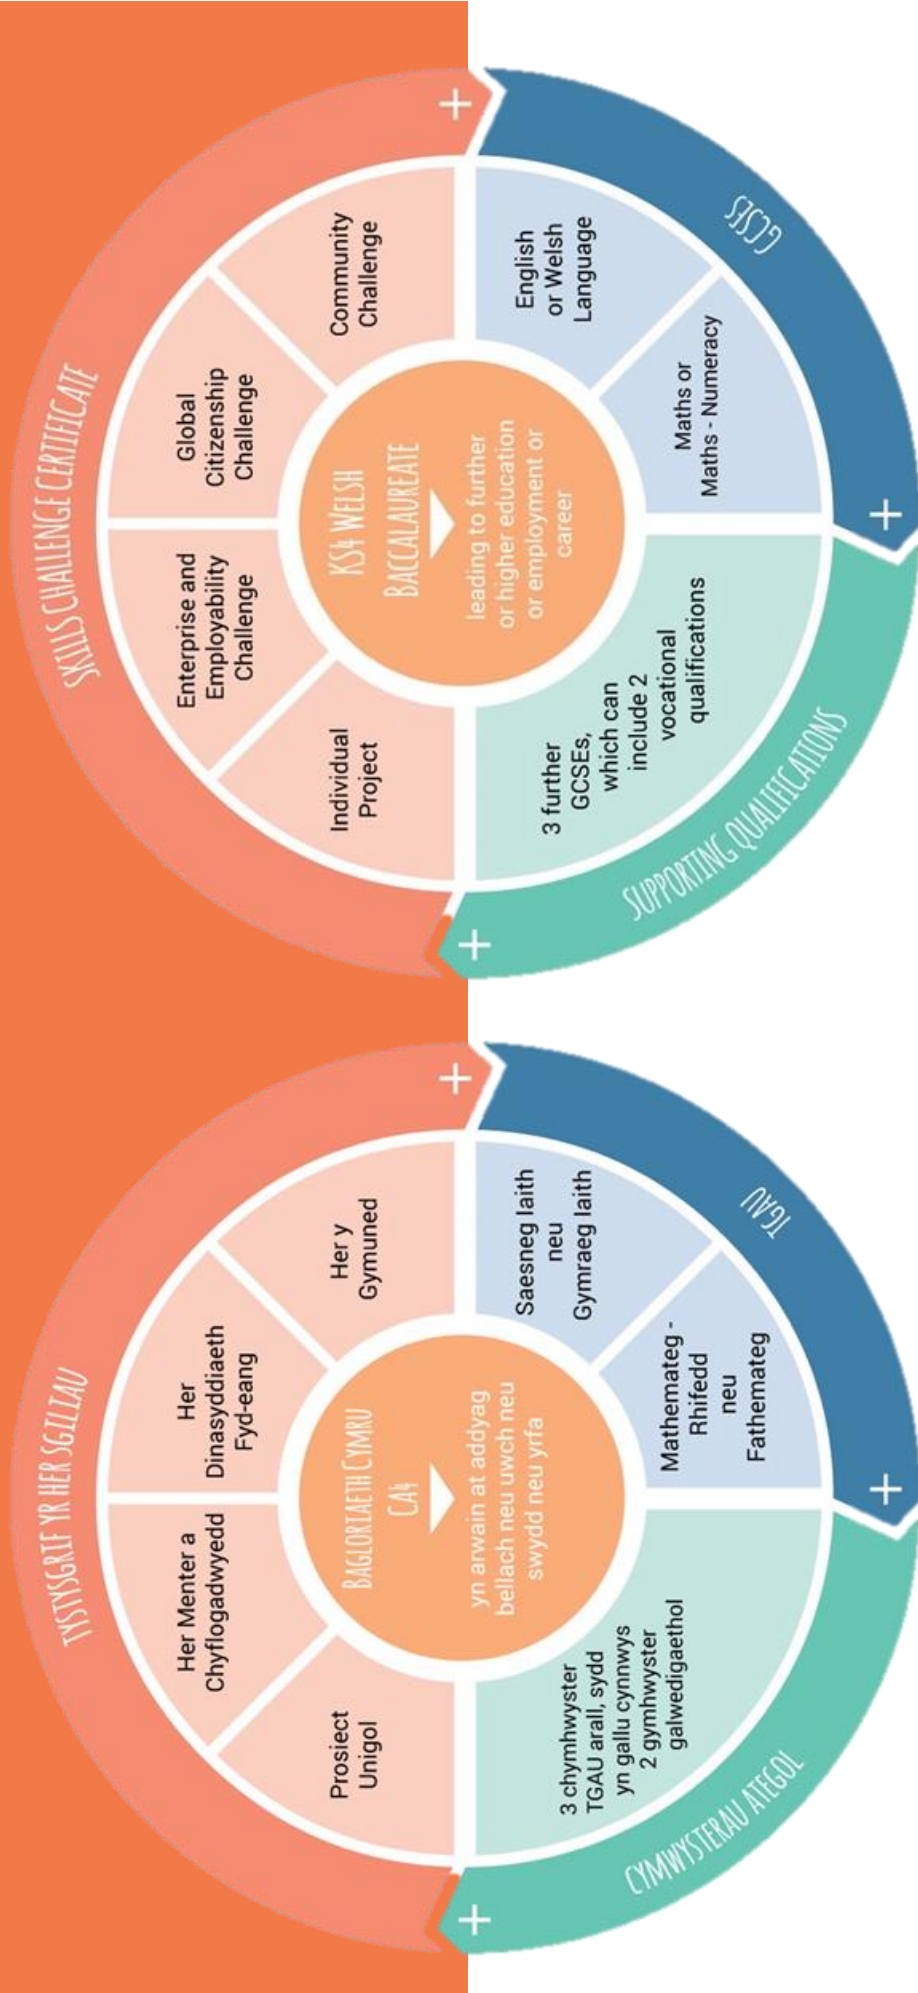 TYSTYSGRIF YR HER SGILIAU
Prosiect
Unigol
Her Menter a
Chyflogadwyedd
Her
Dinasyddiaeth
Fyd-eang
Her y
Gymuned
+
BAGLORIAETH CYMRU
CA4
yn arwain at addyag
bellach neu uwch neu
swydd neu yrfa
Saesneg Iaith
neu
Gymraeg Iaith
Mathemateg -
Rhifedd
neu
Fathemateg
TGAU
+
3 chymhwyster
TGAU arall, sydd
yn gallu cynnwys
2 gymhwyster
galwedigaethol
CYMWYSTERAU ATEGOL
+
SKILLS CHALLENGE CERTIFICATE
Individual
Project
Enterprise and
Employability
Challenge
Global
Citizenship
Challenge
Community
Challenge
+
KS4 WELSH
BACCALAUREATE
leading to further
or higher education
or employment or
career
English
or Welsh
Language
Maths or
Maths - Numeracy
GCSES
+
3 further
GCSEs,
which can
include 2
vocational
qualifications
SUPPORTING QUALIFICATIONS
+